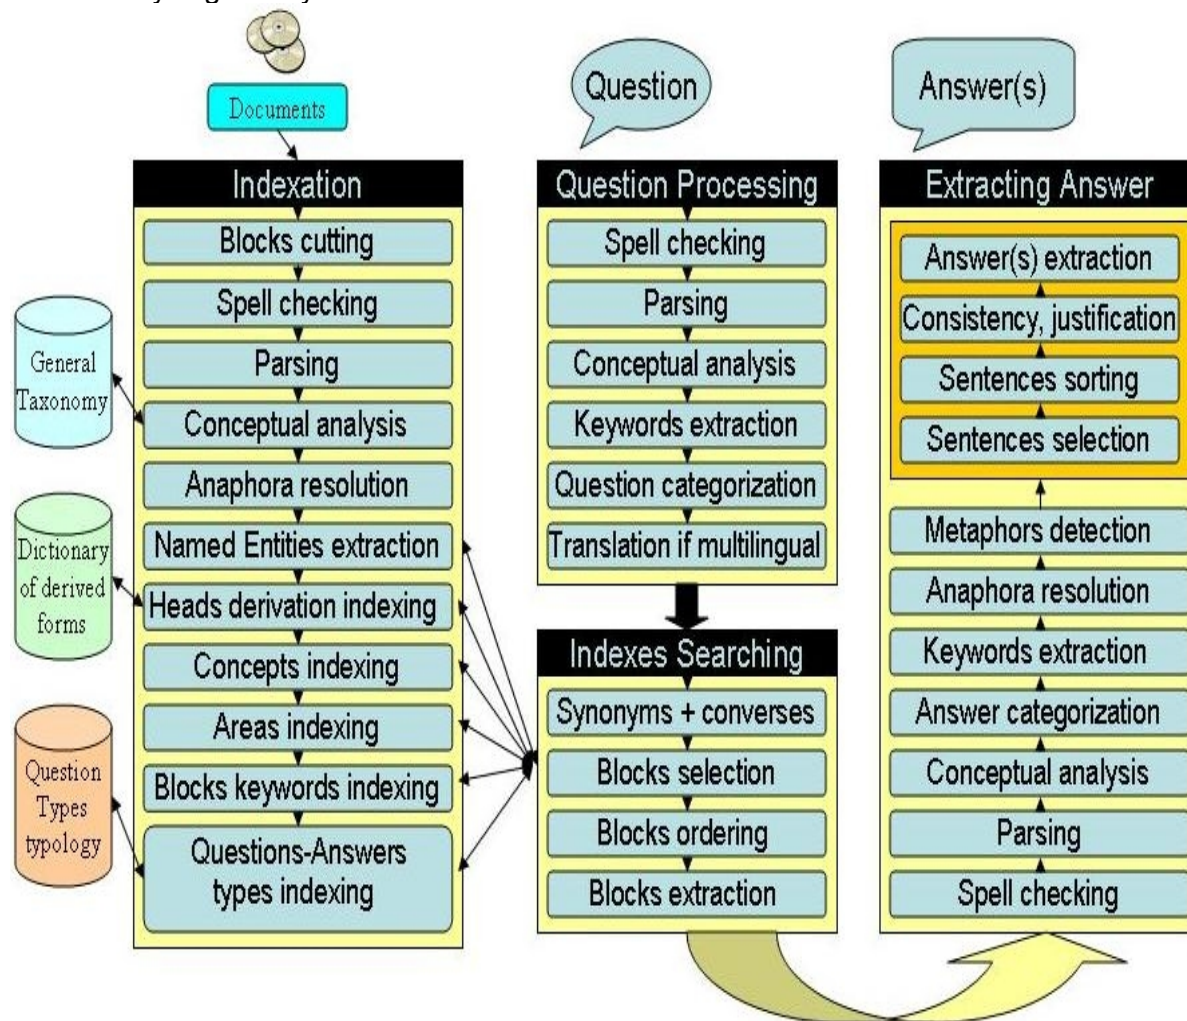 Documents
Question
Answer(s)
Indexation
Blocks cutting
Spell checking
Parsing
Conceptual analysis
Anaphora resolution
Named Entities extraction
Heads derivation indexing
Concepts indexing
Areas indexing
Blocks keywords indexing
Questions-Answers
types indexing
General
Taxonomy
Dictionary
of derived
forms
Question
Types
typology
Question Processing
Spell checking
Parsing
Conceptual analysis
Keywords extraction
Question categorization
Translation if multilingual
Indexes Searching
Synonyms + converses
Blocks selection
Blocks ordering
Blocks extraction
Extracting Answer
Answer(s) extraction
Consistency, justification
Sentences sorting
Sentences selection
Metaphors detection
Anaphora resolution
Keywords extraction
Answer categorization
Conceptual analysis
Parsing
Spell checking